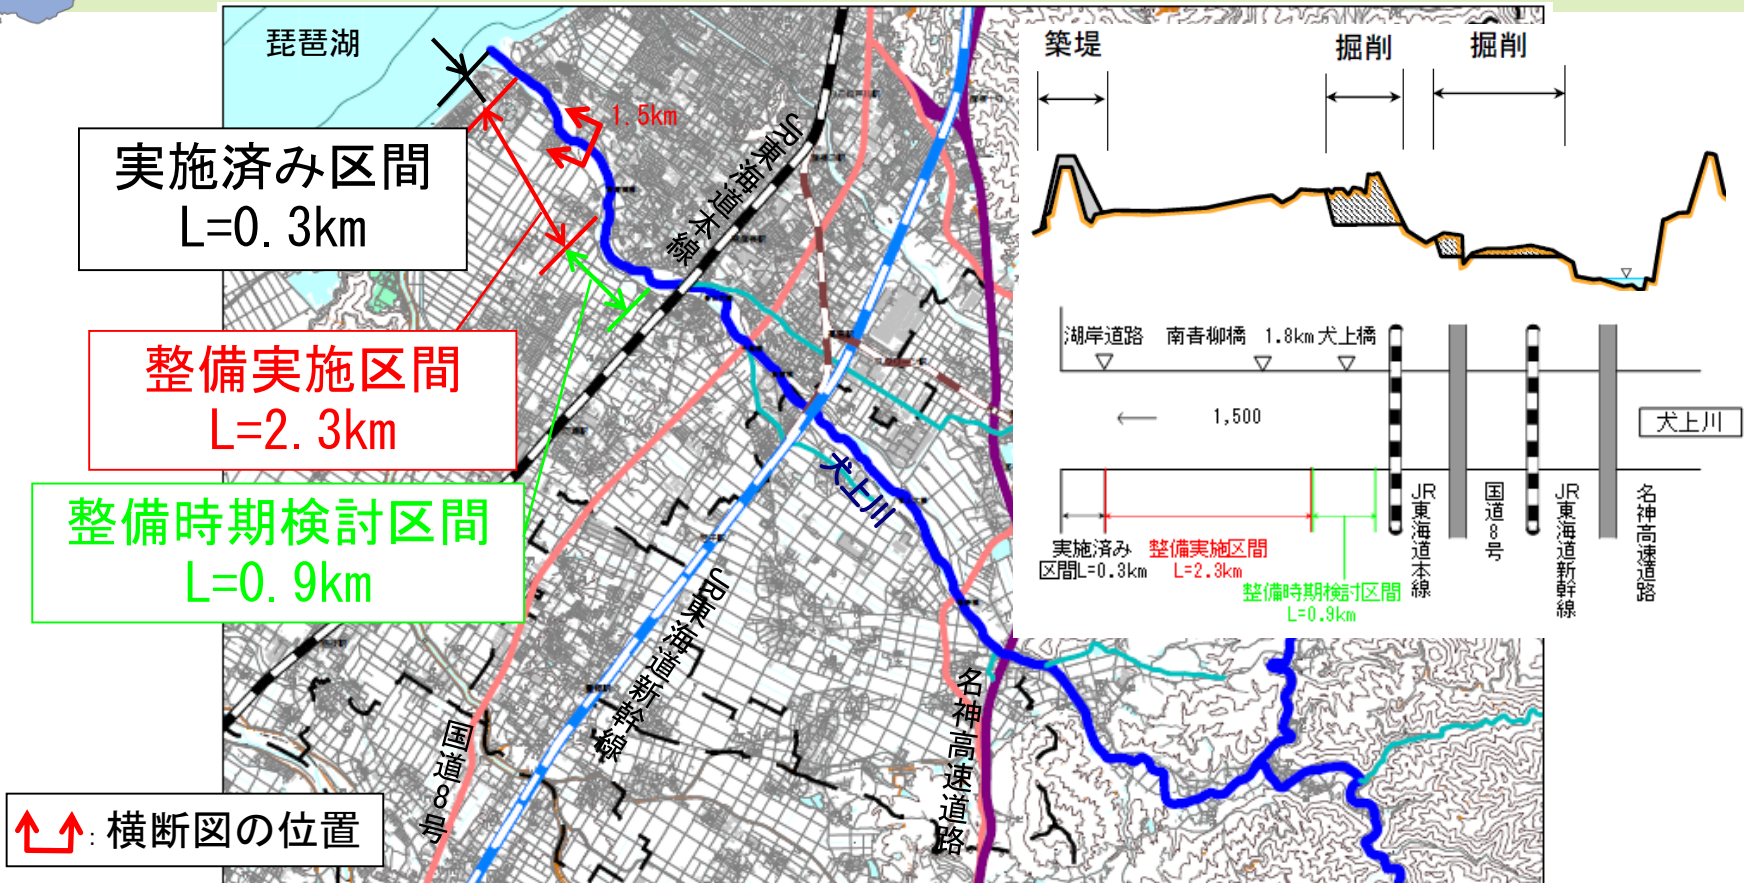 琵琶湖
実施済み区間
L=0.3km
整備実施区間
L=2.3km
整備時期検討区間
L=0.9km
1.5km
JR東海道本線
犬上川
JR東海道新幹線
国道8号
名神高速道路
：横断図の位置
築堤
掘削
掘削
湖岸道路
南青柳橋
1.8km
犬上橋
1,500
犬上川
実施済み
区間L=0.3km
整備実施区間
L=2.3km
整備時期検討区間
L=0.9km
JR東海道本線
国道8号
JR東海道新幹線
名神高速道路